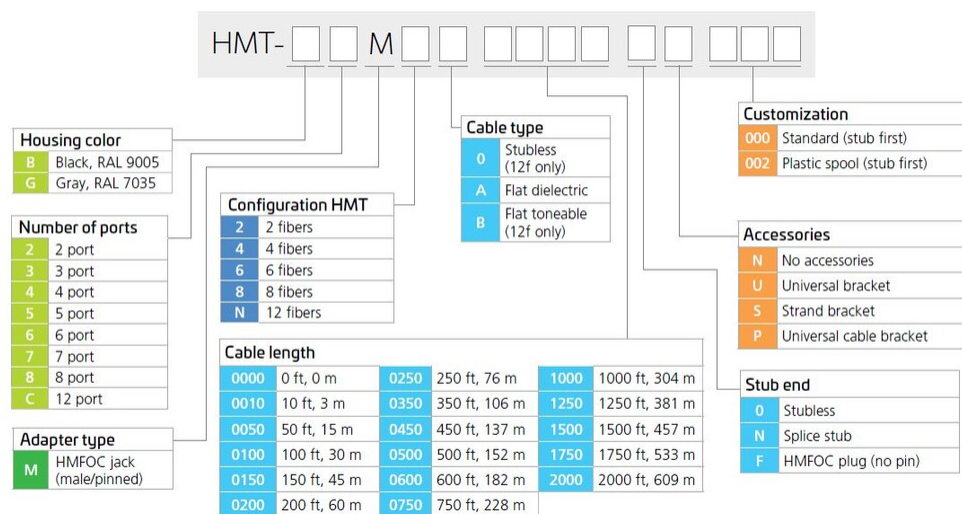 HMT- M
Housing color
B Black, RAL 9005
G Gray, RAL 7035
Number of ports
2 2 port
3 3 port
4 4 port
5 5 port
6 6 port
7 7 port
8 8 port
C 12 port
Adapter type
M HMFOC jack
(male/pinned)
Configuration HMT
2 2 fibers
4 4 fibers
6 6 fibers
8 8 fibers
N 12 fibers
Cable type
0 Stubless
(12f only)
A Flat dielectric
B Flat toneable
(12f only)
Cable length
0000 0 ft, 0 m 0250 250 ft, 76 m 1000 1000 ft, 304 m
0010 10 ft, 3 m 0350 350 ft, 106 m 1250 1250 ft, 381 m
0050 50 ft, 15 m 0450 450 ft, 137 m 1500 1500 ft, 457 m
0100 100 ft, 30 m 0500 500 ft, 152 m 1750 1750 ft, 533 m
0150 150 ft, 45 m 0600 600 ft, 182 m 2000 2000 ft, 609 m
0200 200 ft, 60 m 0750 750 ft, 228 m
Customization
000 Standard (stub first)
002 Plastic spool (stub first)
Accessories
N No accessories
U Universal bracket
S Strand bracket
P Universal cable bracket
Stub end
0 Stubless
N Splice stub
F HMFOC plug (no pin)